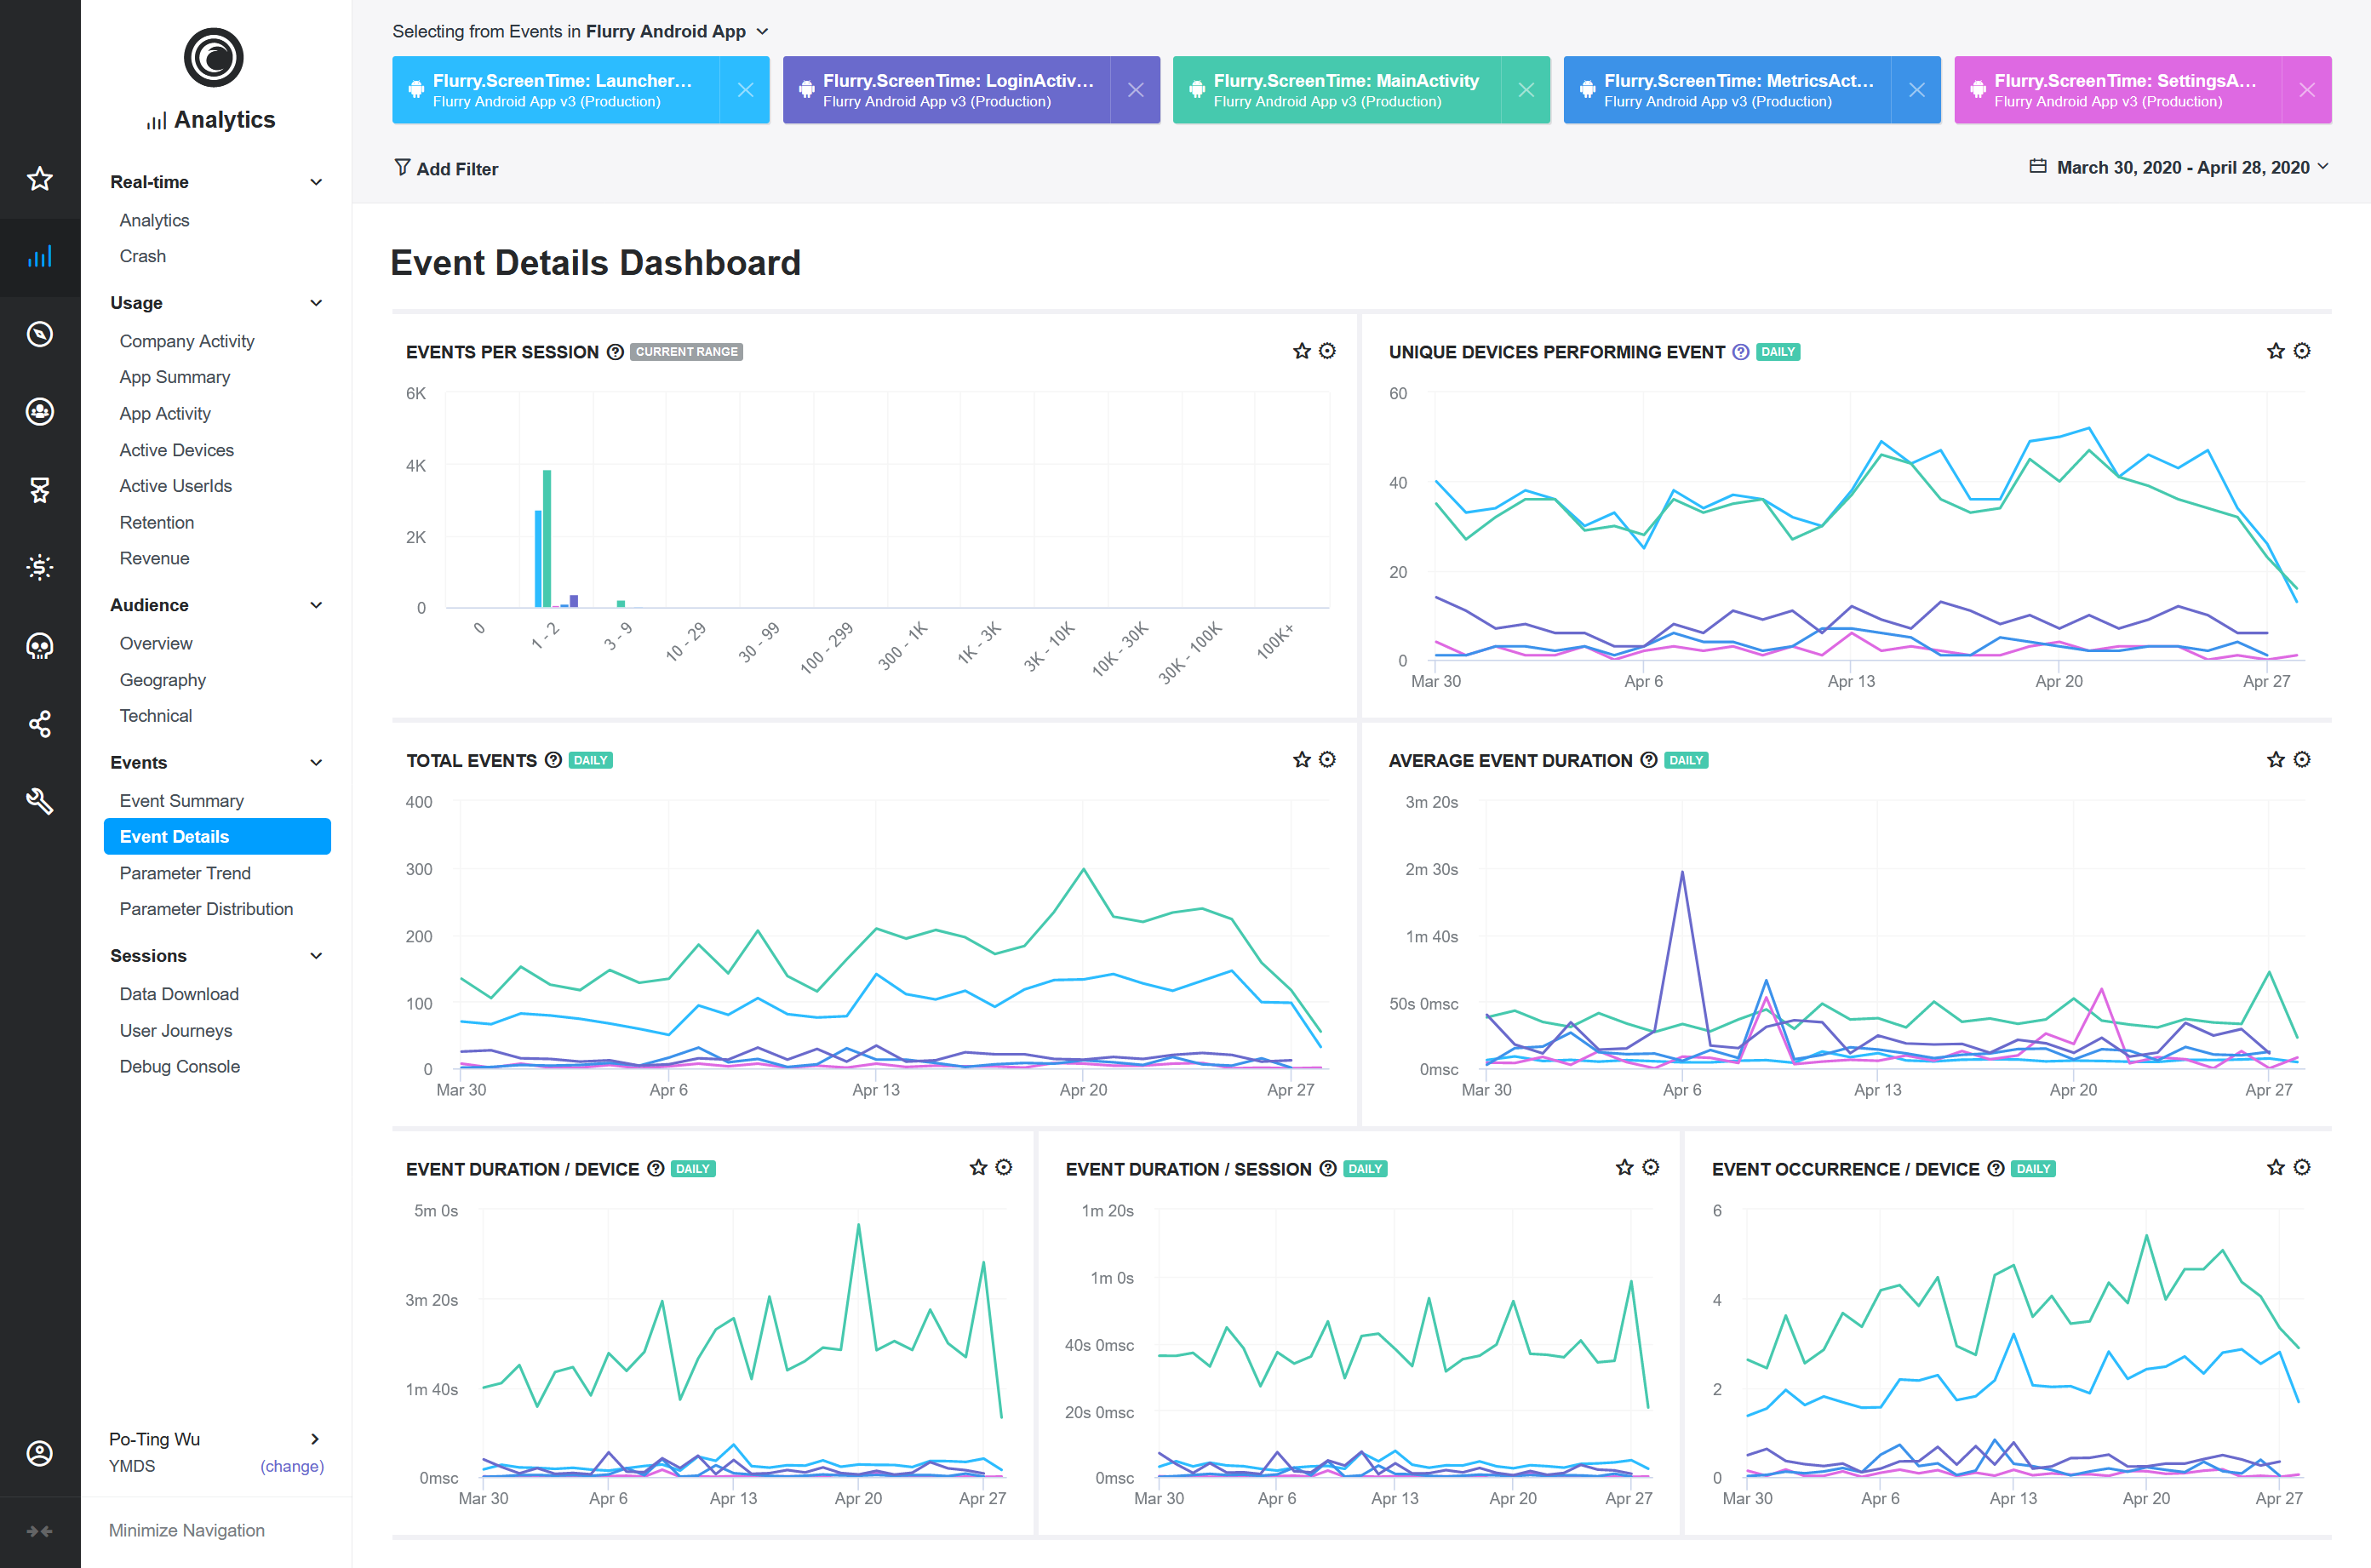 Analytics
Real-time
Analytics
Crash
Usage
Company Activity
App Summary
App Activity
Active Devices
Active UserIds
Retention
Revenue
Audience
Overview
Geography
Technical
Events
Event Summary
Event Details
Parameter Trend
Parameter Distribution
Sessions
Data Download
User Journeys
Debug Console
Po-Ting Wu
YMDS (change)
Minimize Navigation
Selecting from Events in Flurry Android App
Flurry.ScreenTime: Launcher...
Flurry Android App v3 (Production)
Flurry.ScreenTime: LoginActiv...
Flurry Android App v3 (Production)
Flurry.ScreenTime: MainActivity
Flurry Android App v3 (Production)
Flurry.ScreenTime: MetricsAct...
Flurry Android App v3 (Production)
Flurry.ScreenTime: SettingsA...
Flurry Android App v3 (Production)
Add Filter
March 30, 2020 - April 28, 2020
Event Details Dashboard
EVENTS PER SESSION ? CURRENT RANGE
6K
4K
2K
0
0 1 - 2 3 - 9 10 - 29 30 - 99 100 - 299 300 - 1K 1K - 3K 3K - 10K 10K - 30K 30K - 100K 100K+
UNIQUE DEVICES PERFORMING EVENT ? DAILY
60
40
20
0
Mar 30 Apr 6 Apr 13 Apr 20 Apr 27
TOTAL EVENTS ? DAILY
400
300
200
100
0
Mar 30 Apr 6 Apr 13 Apr 20 Apr 27
AVERAGE EVENT DURATION ? DAILY
3m 20s
2m 30s
1m 40s
50s 0msc
0msc
Mar 30 Apr 6 Apr 13 Apr 20 Apr 27
EVENT DURATION / DEVICE ? DAILY
5m 0s
3m 20s
1m 40s
0msc
Mar 30 Apr 6 Apr 13 Apr 20 Apr 27
EVENT DURATION / SESSION ? DAILY
1m 20s
1m 0s
40s 0msc
20s 0msc
0msc
Mar 30 Apr 6 Apr 13 Apr 20 Apr 27
EVENT OCCURRENCE / DEVICE ? DAILY
6
4
2
0
Mar 30 Apr 6 Apr 13 Apr 20 Apr 27